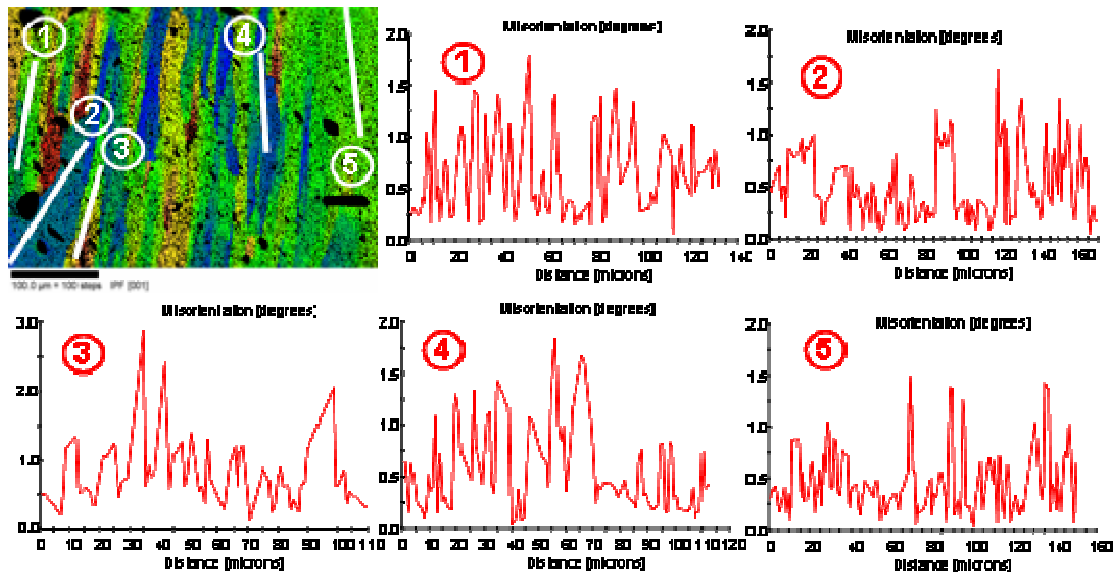 1
4
2
3
5
100.0 µm = 100 steps IPF [001]
Misorientation [degrees]
1
2.0
1.5
1.0
0.5
0.0
0 20 40 60 80 100 120 140
Distance [microns]
Misorientation [degrees]
2
2.0
1.5
1.0
0.5
0.0
0 20 40 60 80 100 120 140 160
Distance [microns]
Misorientation [degrees]
3
3.0
2.0
1.0
0.0
0 10 20 30 40 50 60 70 80 90 100 110
Distance [microns]
Misorientation [degrees]
4
2.0
1.5
1.0
0.5
0.0
0 10 20 30 40 50 60 70 80 90 100 110 120
Distance [microns]
Misorientation [degrees]
5
2.0
1.5
1.0
0.5
0.0
0 20 40 60 80 100 120 140 160
Distance [microns]